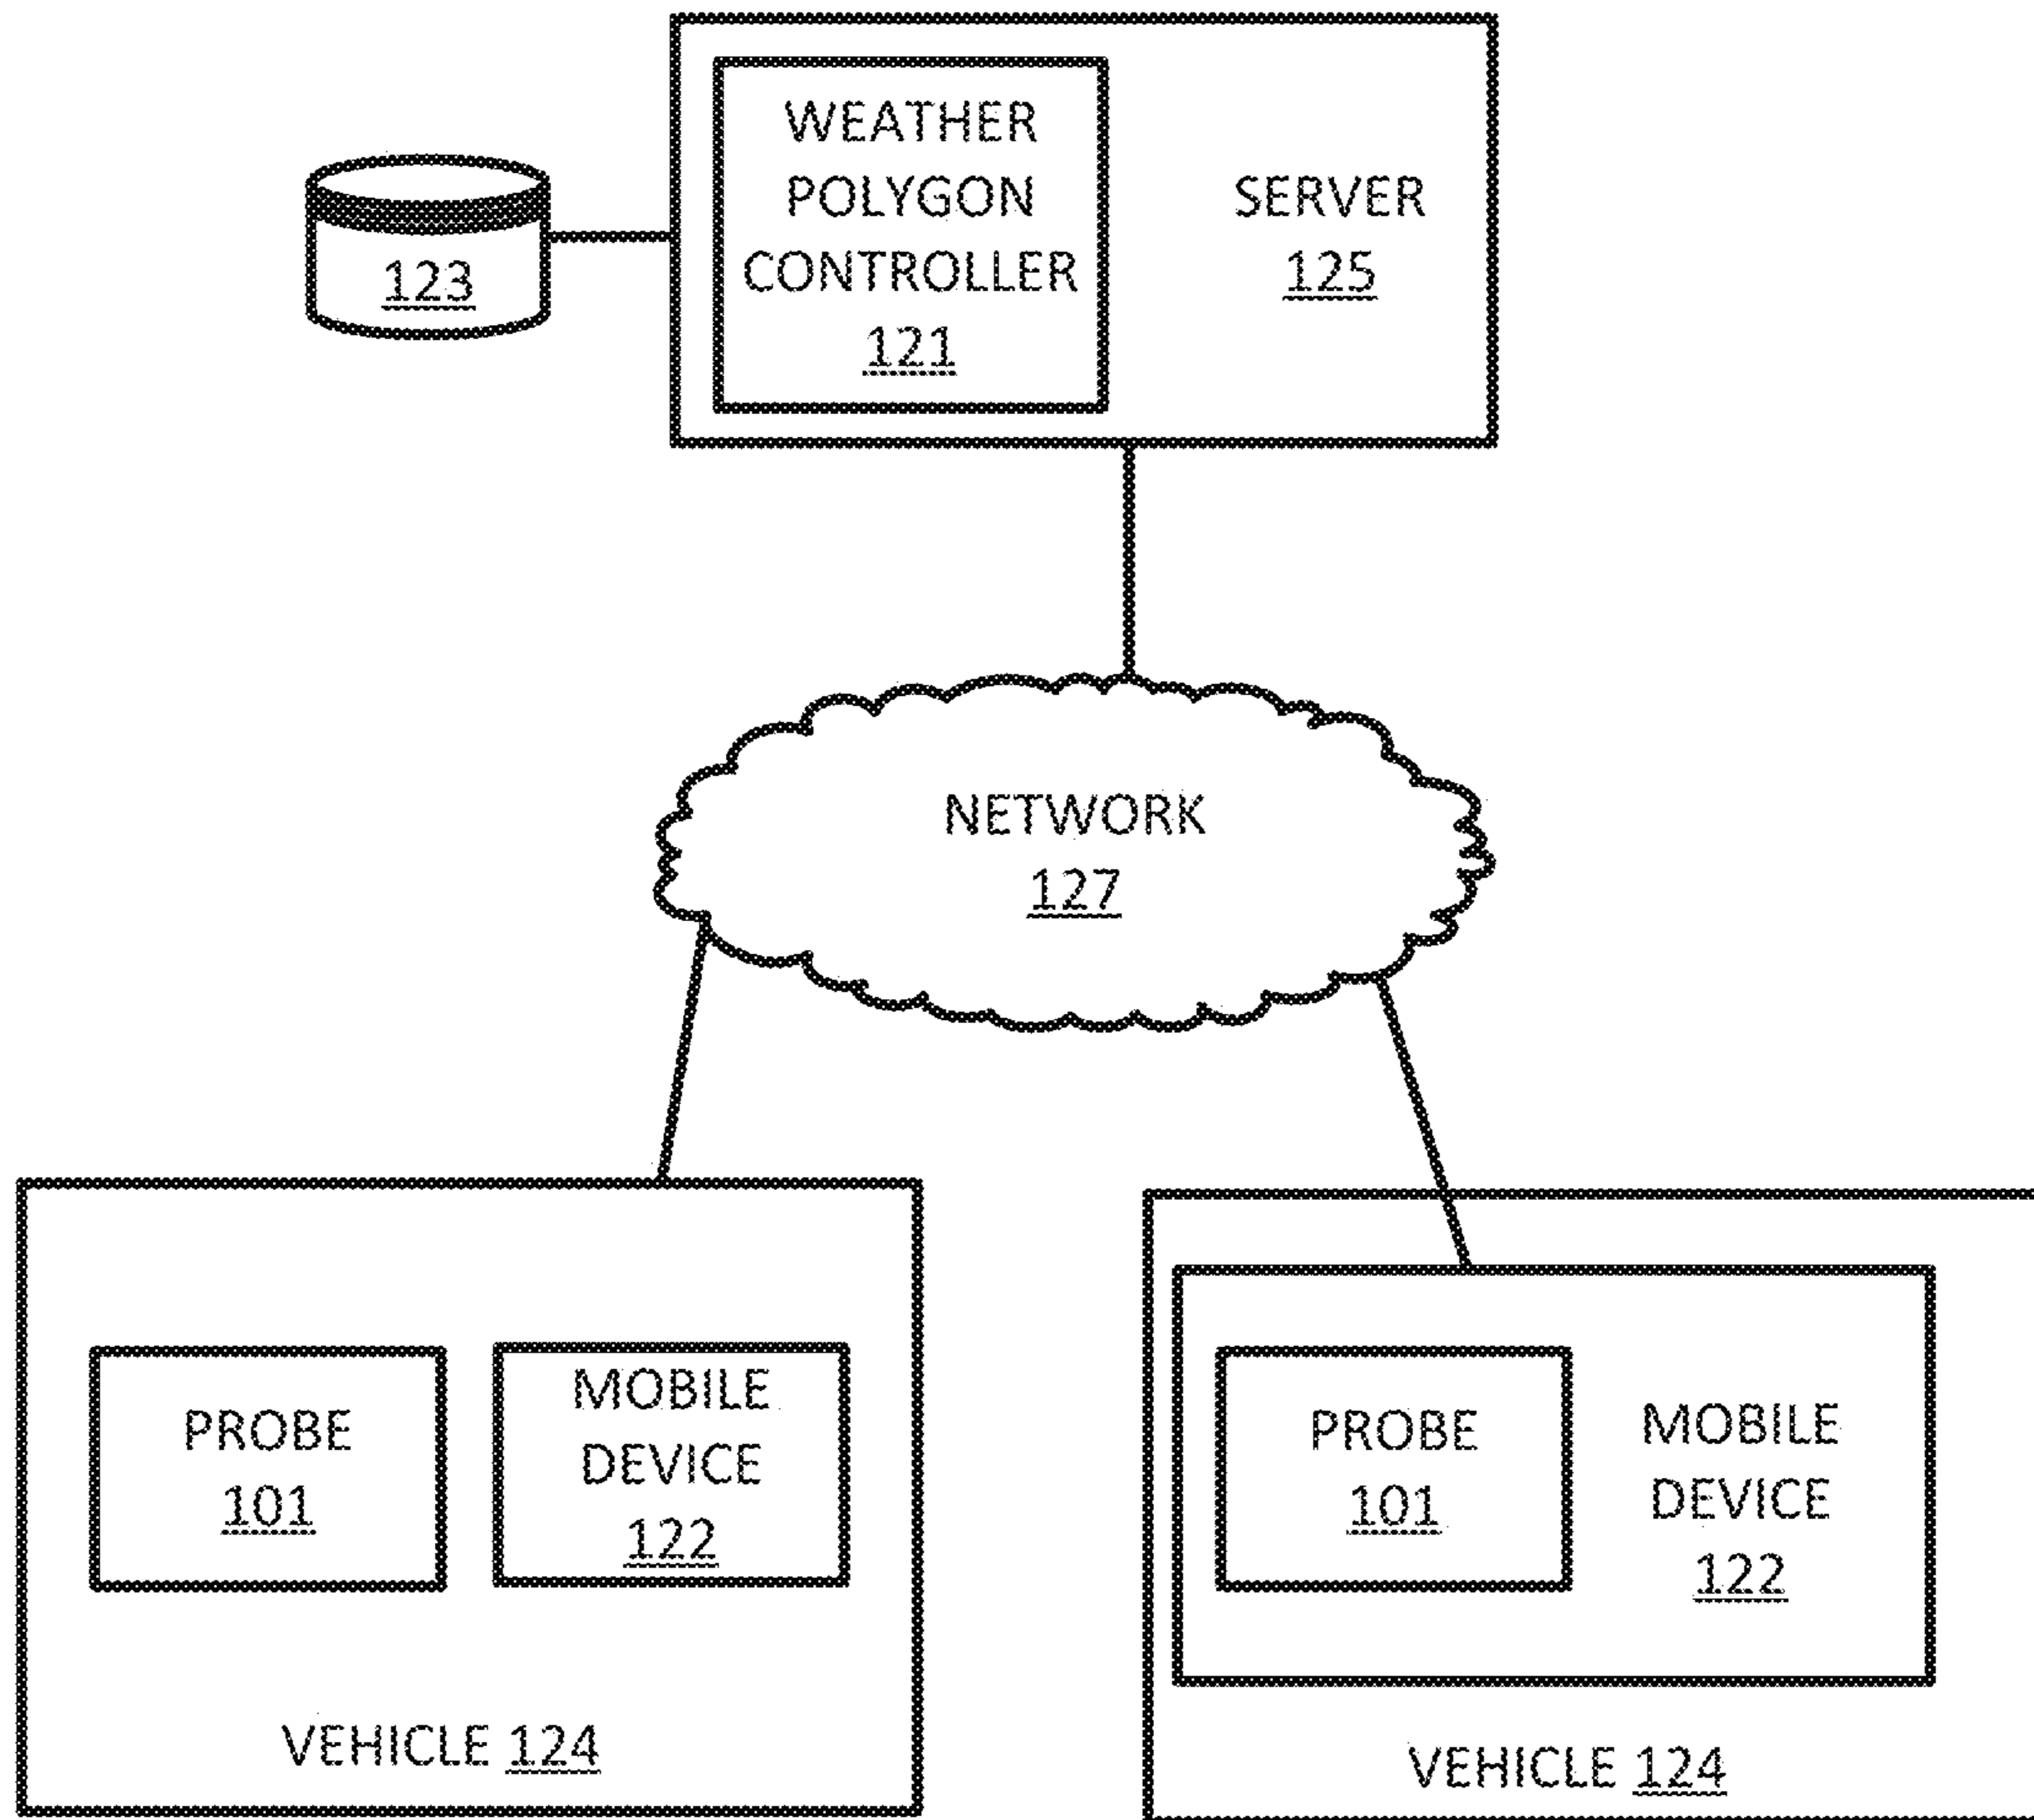 WEATHER
POLYGON
CONTROLLER
121
SERVER
125
123
NETWORK
127
PROBE
101
MOBILE
DEVICE
122
VEHICLE 124
PROBE
101
MOBILE
DEVICE
122
VEHICLE 124